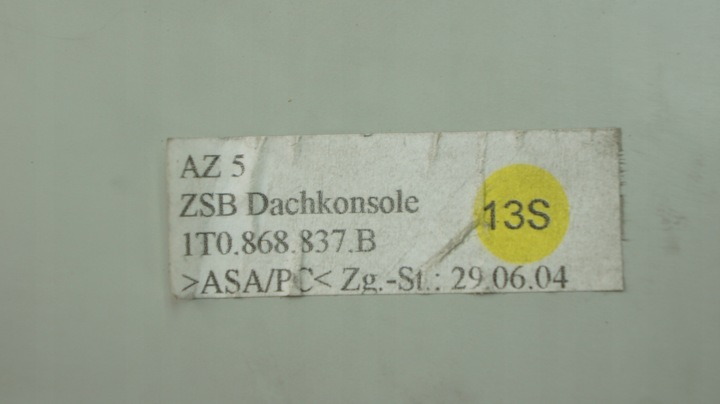 AZ 5
ZSB Dachkonsole
13S
1T0.868.837.B
>ASA/PC< Zg.-St.: 29.06.04